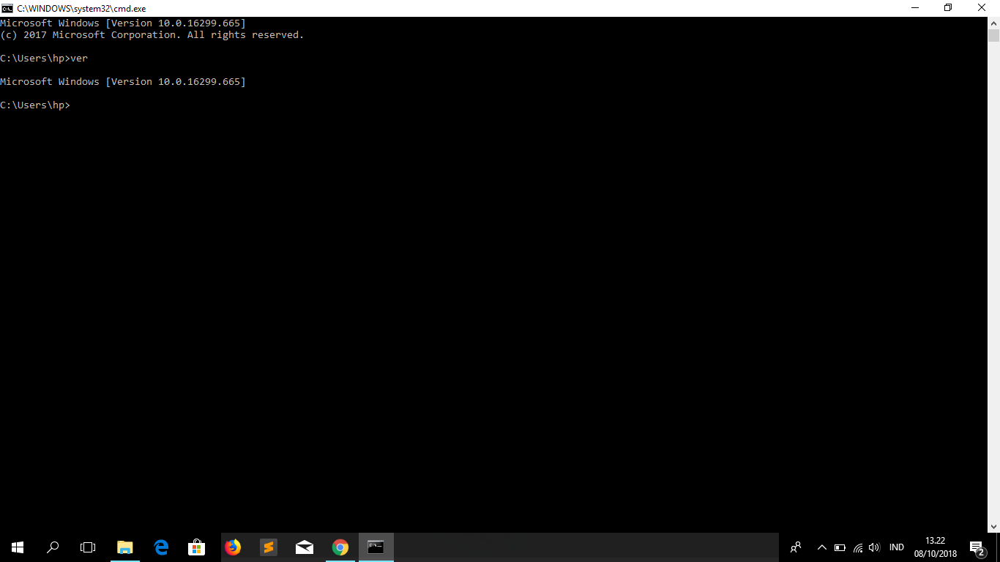 C:\WINDOWS\system32\cmd.exe
Microsoft Windows [Version 10.0.16299.665]
(c) 2017 Microsoft Corporation. All rights reserved.
C:\Users\hp>ver
Microsoft Windows [Version 10.0.16299.665]
C:\Users\hp>
IND
13.22
08/10/2018
2